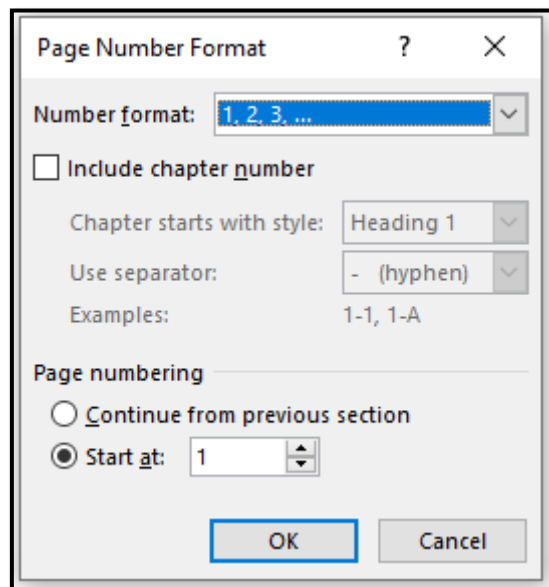 Page Number Format ? ×
Number format: 1, 2, 3, ...
Include chapter number
Chapter starts with style: Heading 1
Use separator: - (hyphen)
Examples: 1-1, 1-A
Page numbering
Continue from previous section
Start at: 1
OK Cancel